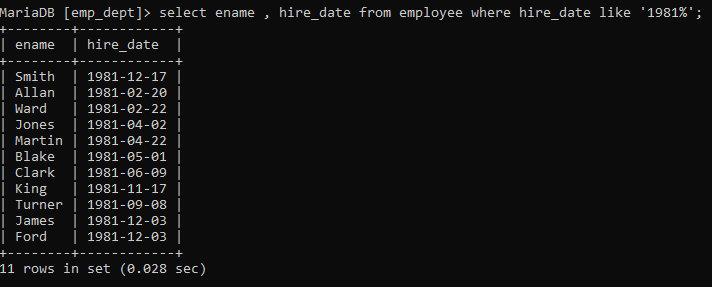 MariaDB [emp_dept]> select ename , hire_date from employee where hire_date like '1981%';
+--------+------------+
| ename  | hire_date  |
+--------+------------+
| Smith  | 1981-12-17 |
| Allan  | 1981-02-20 |
| Ward   | 1981-02-22 |
| Jones  | 1981-04-02 |
| Martin | 1981-04-22 |
| Blake  | 1981-05-01 |
| Clark  | 1981-06-09 |
| King   | 1981-11-17 |
| Turner | 1981-09-08 |
| James  | 1981-12-03 |
| Ford   | 1981-12-03 |
+--------+------------+
11 rows in set (0.028 sec)